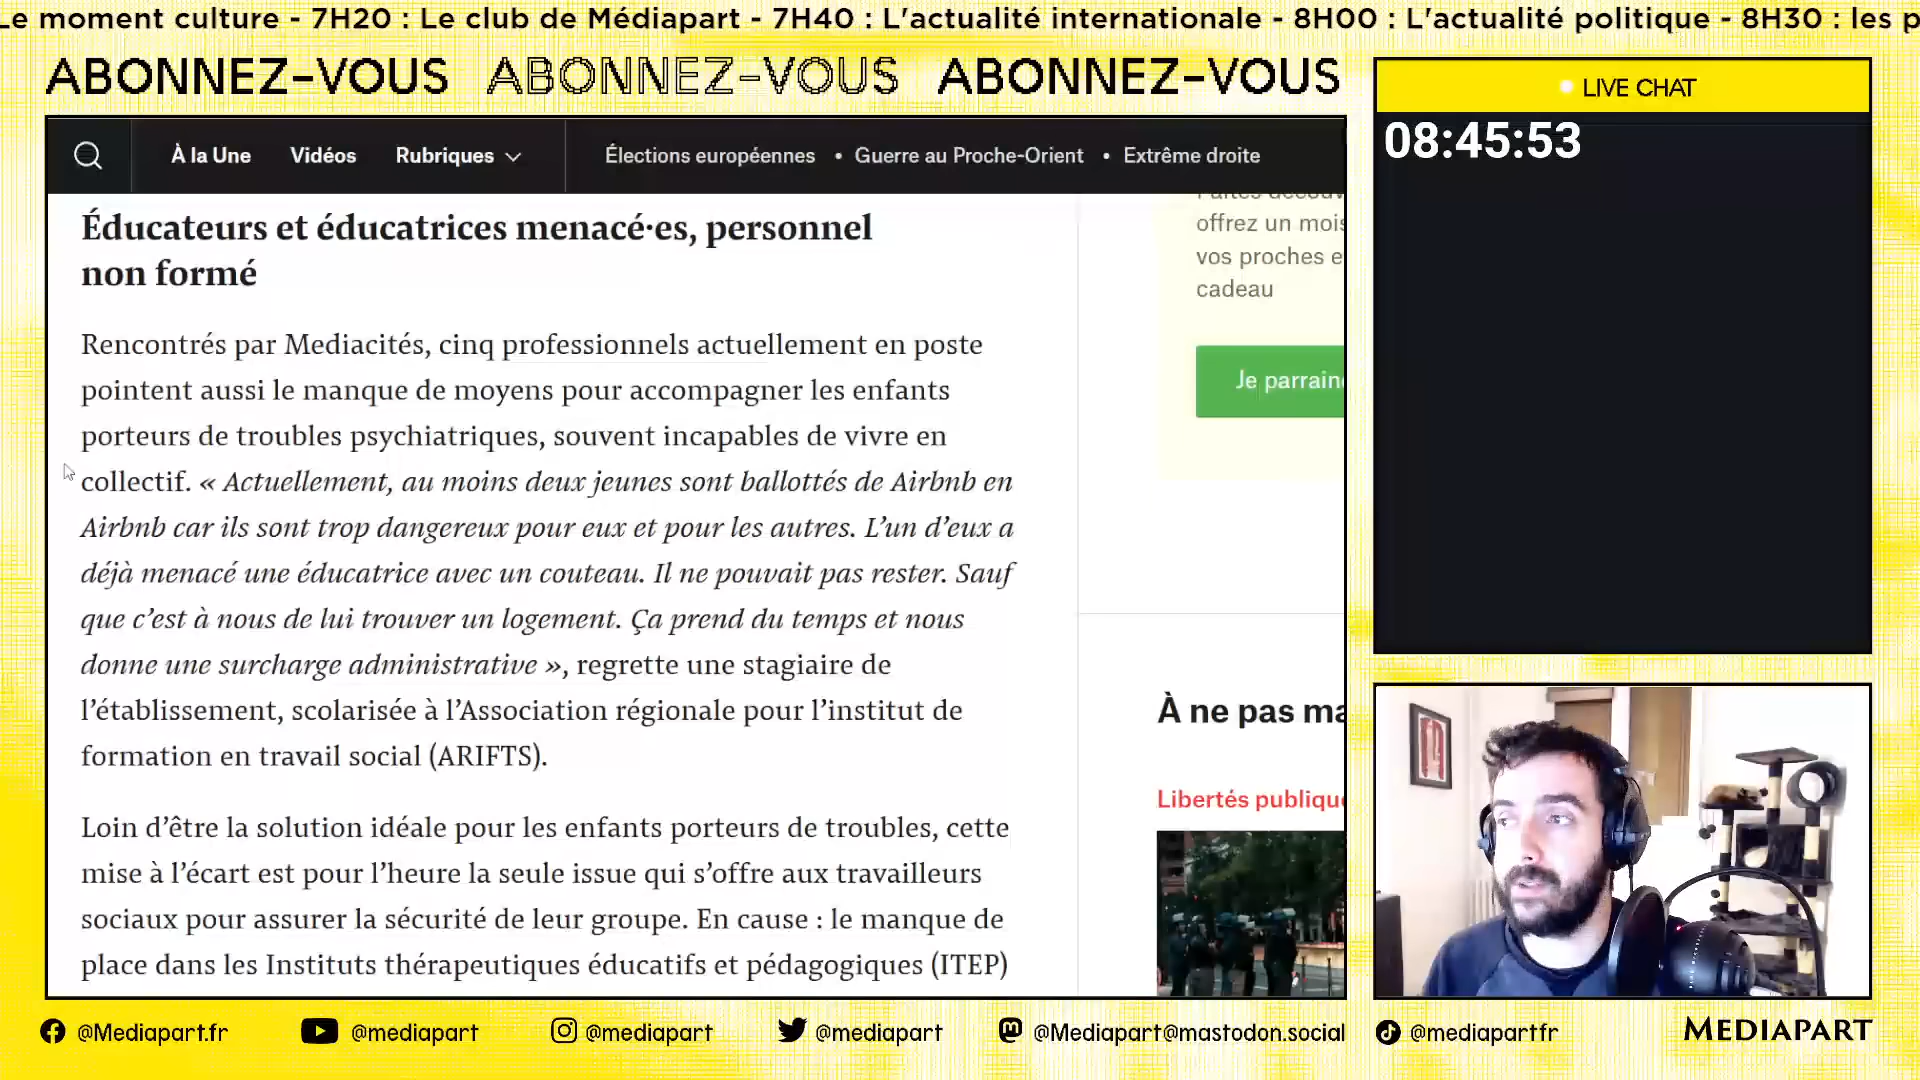 Le moment culture - 7H20 : Le club de Médiapart - 7H40 : L'actualité internationale - 8H00 : L'actualité politique - 8H30 : les p
ABONNEZ-VOUS ABONNEZ-VOUS ABONNEZ-VOUS
LIVE CHAT
08:45:53
À la Une Vidéos Rubriques Élections européennes • Guerre au Proche-Orient • Extrême droite
Éducateurs et éducatrices menacé·es, personnel
non formé
Rencontrés par Mediacités, cinq professionnels actuellement en poste
pointent aussi le manque de moyens pour accompagner les enfants
porteurs de troubles psychiatriques, souvent incapables de vivre en
collectif. « Actuellement, au moins deux jeunes sont ballottés de Airbnb en
Airbnb car ils sont trop dangereux pour eux et pour les autres. L’un d’eux a
déjà menacé une éducatrice avec un couteau. Il ne pouvait pas rester. Sauf
que c’est à nous de lui trouver un logement. Ça prend du temps et nous
donne une surcharge administrative », regrette une stagiaire de
l’établissement, scolarisée à l’Association régionale pour l’institut de
formation en travail social (ARIFTS).
Loin d’être la solution idéale pour les enfants porteurs de troubles, cette
mise à l’écart est pour l’heure la seule issue qui s’offre aux travailleurs
sociaux pour assurer la sécurité de leur groupe. En cause : le manque de
place dans les Instituts thérapeutiques éducatifs et pédagogiques (ITEP)
offrez un mois
vos proches e
cadeau
Je parrain
À ne pas ma
Libertés publique
@Mediapart.fr @mediapart @mediapart @mediapart @Mediapart@mastodon.social @mediapartfr MEDIAPART